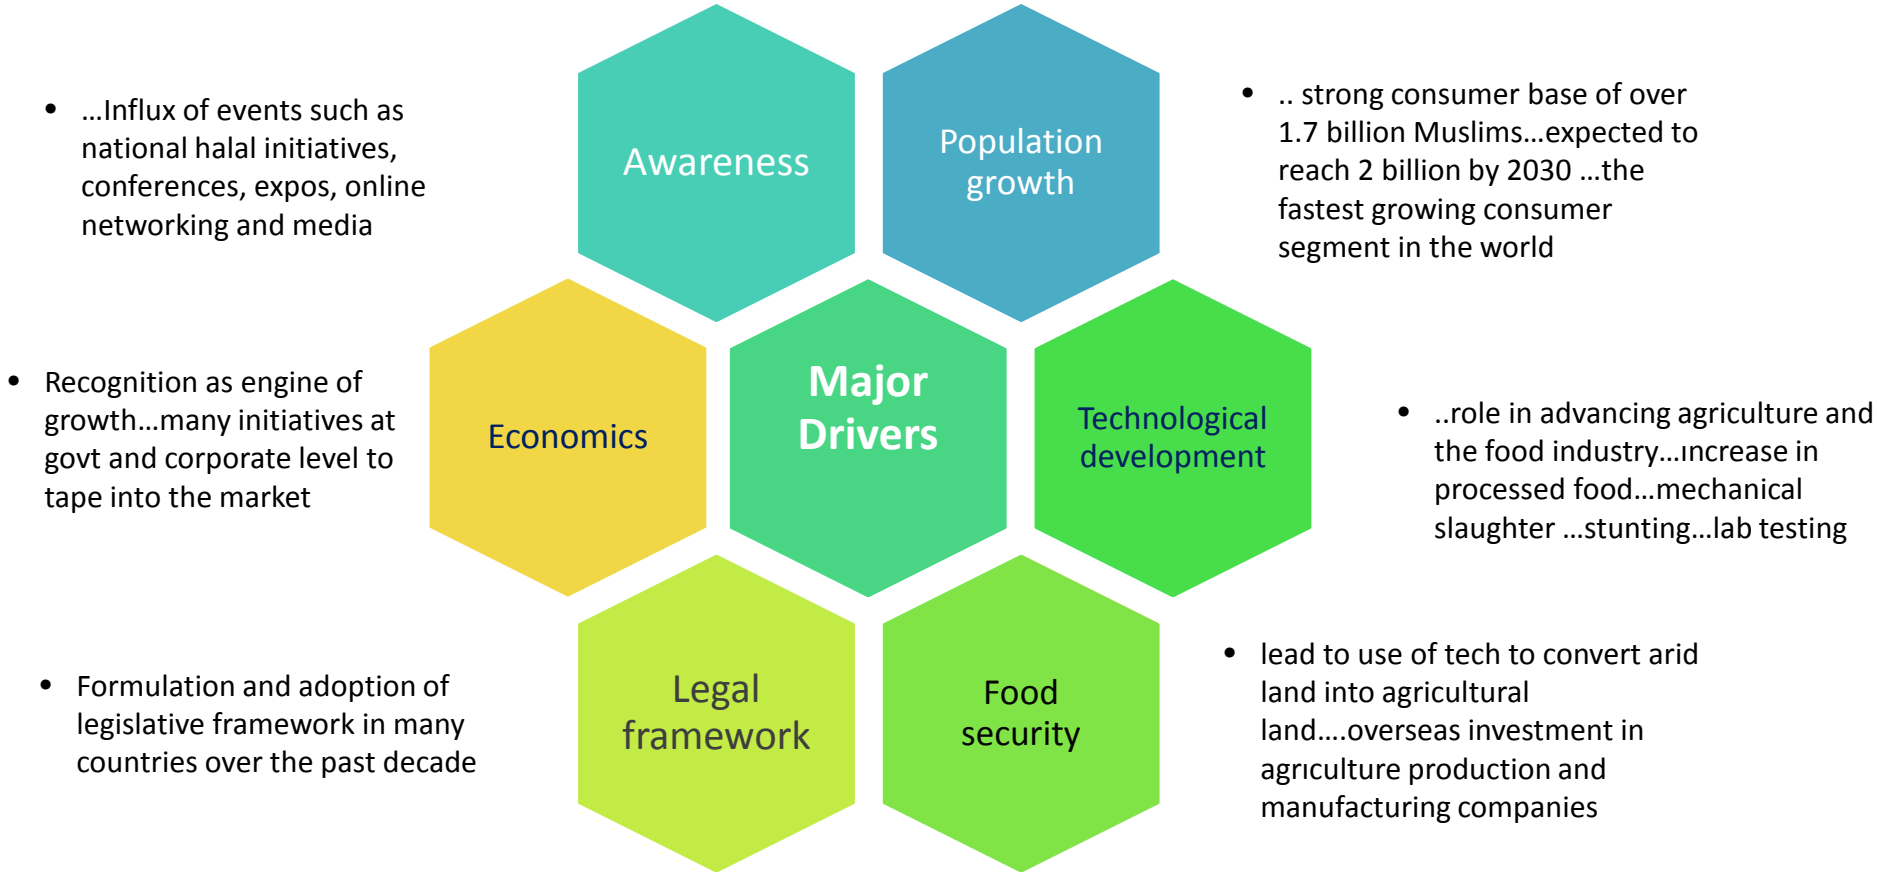 • ...Influx of events such as
national halal initiatives,
conferences, expos, online
networking and media
Awareness
Population
growth
• .. strong consumer base of over
1.7 billion Muslims...expected to
reach 2 billion by 2030 ...the
fastest growing consumer
segment in the world
• Recognition as engine of
growth...many initiatives at
govt and corporate level to
tape into the market
Economics
Major
Drivers
Technological
development
• ..role in advancing agriculture and
the food industry...ıncrease in
processed food...mechanical
slaughter ...stunting...lab testing
• Formulation and adoption of
legislative framework in many
countries over the past decade
Legal
framework
Food
security
• lead to use of tech to convert arid
land into agricultural
land....overseas investment in
agrıculture production and
manufacturing companies